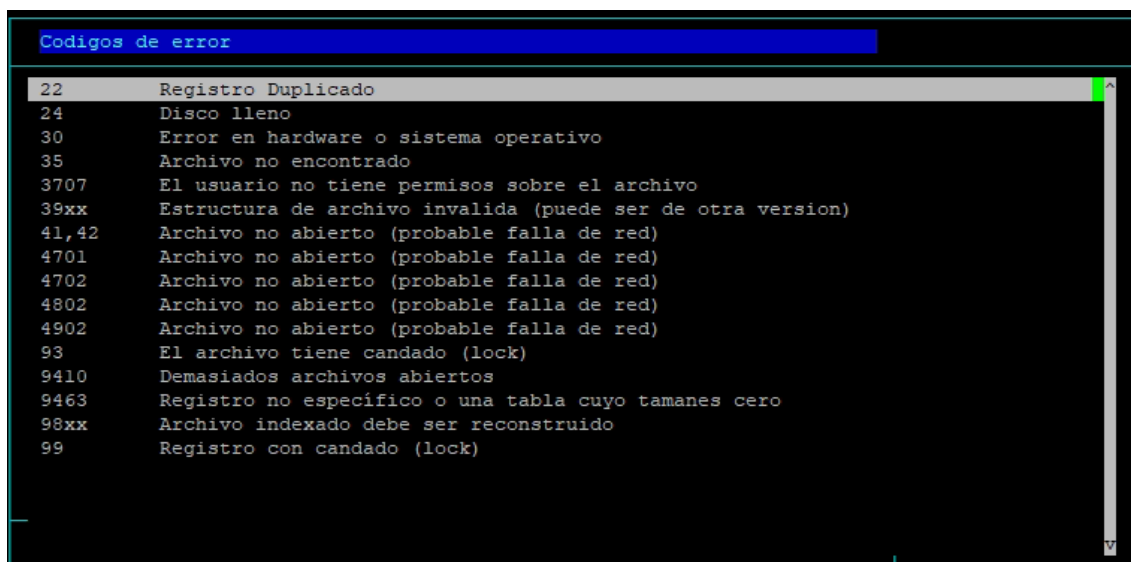 Codigos de error
22 Registro Duplicado
24 Disco lleno
30 Error en hardware o sistema operativo
35 Archivo no encontrado
3707 El usuario no tiene permisos sobre el archivo
39xx Estructura de archivo invalida (puede ser de otra version)
41,42 Archivo no abierto (probable falla de red)
4701 Archivo no abierto (probable falla de red)
4702 Archivo no abierto (probable falla de red)
4802 Archivo no abierto (probable falla de red)
4902 Archivo no abierto (probable falla de red)
93 El archivo tiene candado (lock)
9410 Demasiados archivos abiertos
9463 Registro no específico o una tabla cuyo tamanes cero
98xx Archivo indexado debe ser reconstruido
99 Registro con candado (lock)